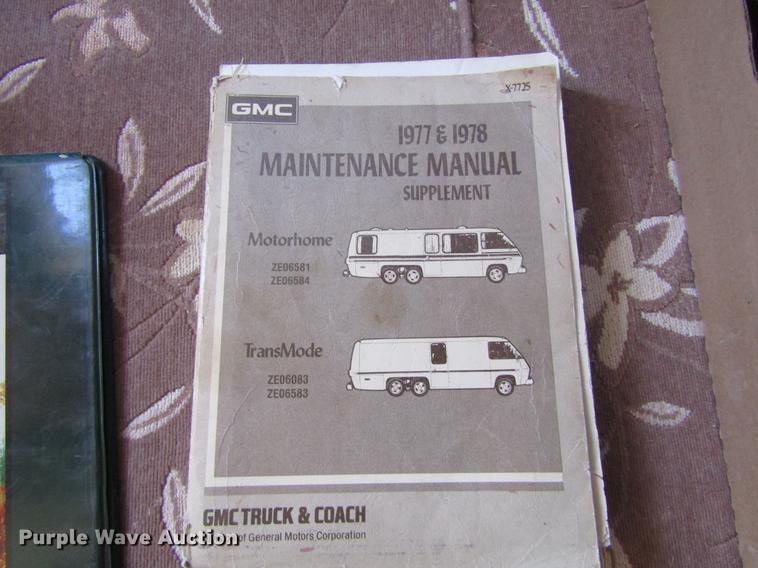 X-7725
GMC
1977 & 1978
MAINTENANCE MANUAL
SUPPLEMENT
Motorhome
ZE06581
ZE06584
TransMode
ZE06083
ZE06583
GMC TRUCK & COACH
of General Motors Corporation
Purple Wave Auction